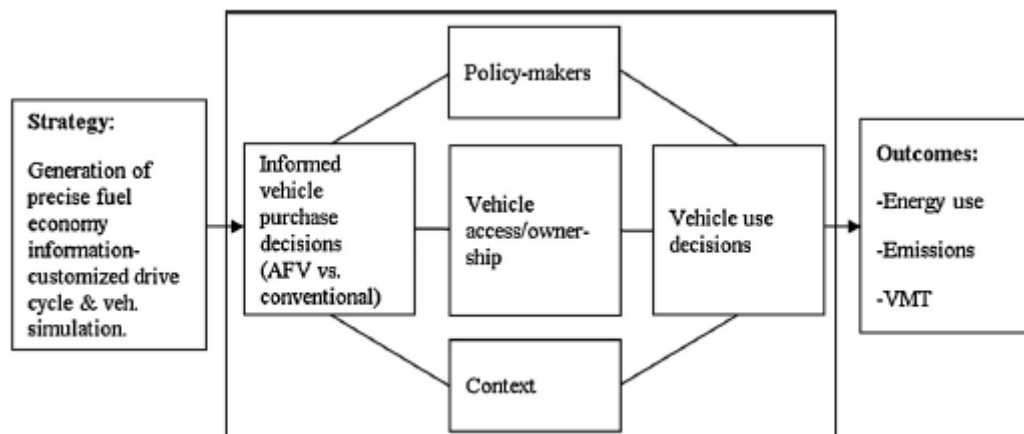 Strategy:
Generation of
precise fuel
economy
information-
customized drive
cycle & veh.
simulation.
Policy-makers
Informed
vehicle
purchase
decisions
(AFV vs.
conventional)
Vehicle
access/owner-
ship
Vehicle use
decisions
Context
Outcomes:
-Energy use
-Emissions
-VMT